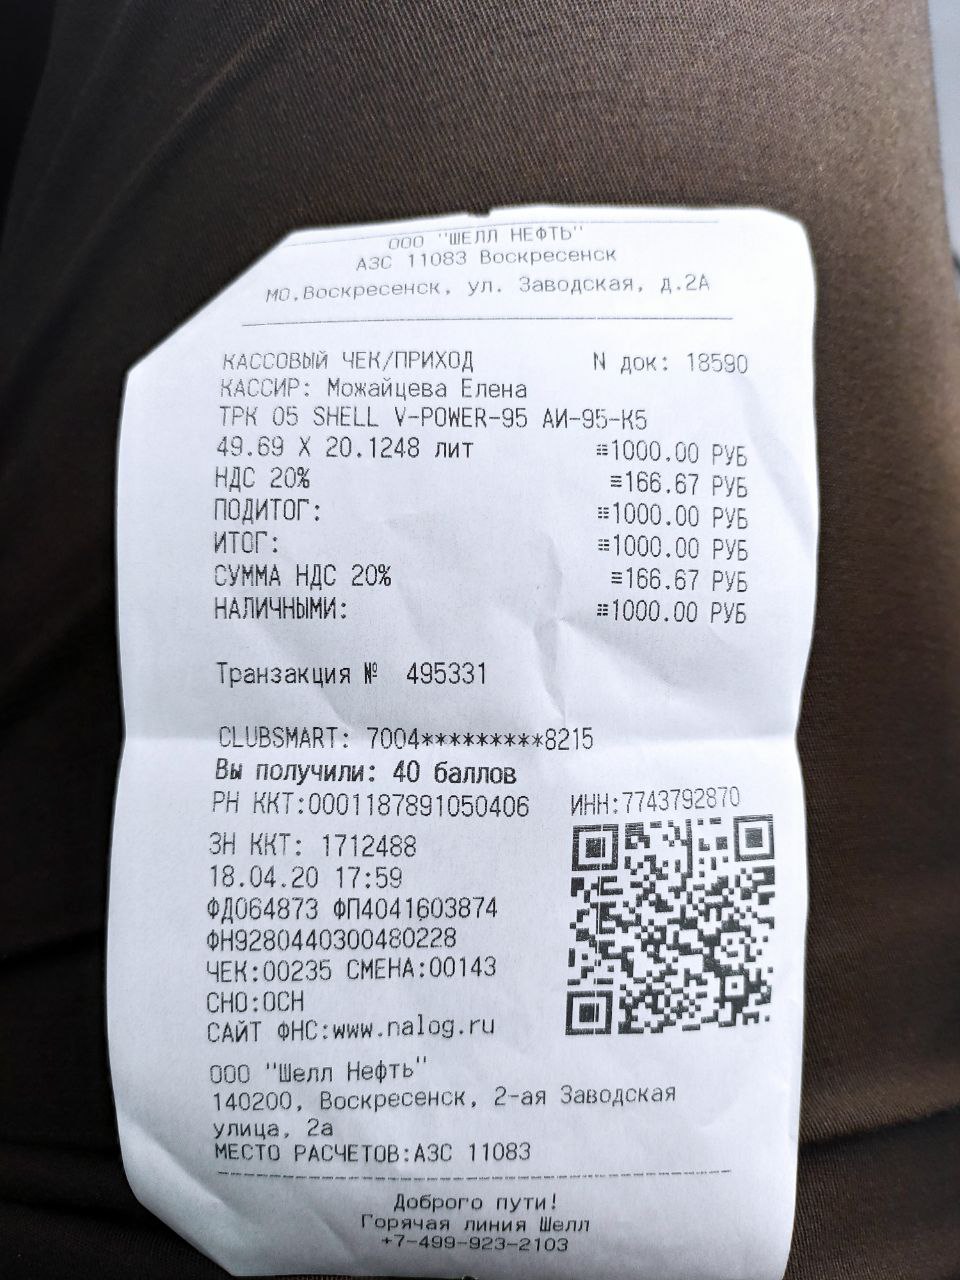 ООО "ШЕЛЛ НЕФТЬ"
АЗС 11083 Воскресенск
МО,Воскресенск, ул. Заводская, д.2А
КАССОВЫЙ ЧЕК/ПРИХОД N док: 18590
КАССИР: Можайцева Елена
ТРК 05 SHELL V-POWER-95 АИ-95-К5
49.69 X 20.1248 лит ≡1000.00 РУБ
НДС 20% ≡166.67 РУБ
ПОДИТОГ: ≡1000.00 РУБ
ИТОГ: ≡1000.00 РУБ
СУММА НДС 20% ≡166.67 РУБ
НАЛИЧНЫМИ: ≡1000.00 РУБ
Транзакция № 495331
CLUBSMART: 7004*********8215
Вы получили: 40 баллов
РН ККТ:0001187891050406 ИНН:7743792870
ЗН ККТ: 1712488
18.04.20 17:59
ФД064873 ФП4041603874
ФН9280440300480228
ЧЕК:00235 СМЕНА:00143
СНО:ОСН
САЙТ ФНС:www.nalog.ru
ООО "Шелл Нефть"
140200, Воскресенск, 2-ая Заводская
улица, 2а
МЕСТО РАСЧЕТОВ:АЗС 11083
Доброго пути!
Горячая линия Шелл
+7-499-923-2103